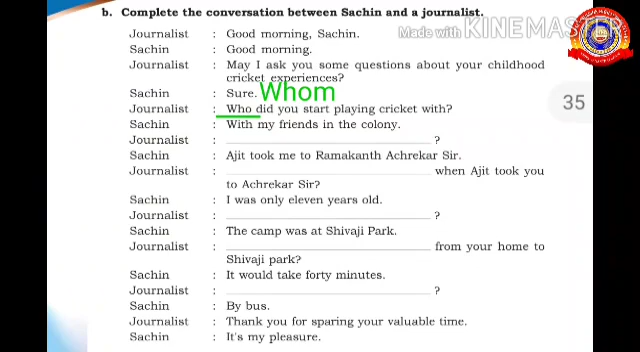 b. Complete the conversation between Sachin and a journalist.
Journalist : Good morning, Sachin.
Made with KINEMASTER
Sachin : Good morning.
Journalist : May I ask you some questions about your childhood
cricket experiences?
Sachin : Sure. Whom
Journalist : Who did you start playing cricket with?
35
Sachin : With my friends in the colony.
Journalist : ?
Sachin : Ajit took me to Ramakanth Achrekar Sir.
Journalist : when Ajit took you
to Achrekar Sir?
Sachin : I was only eleven years old.
Journalist : ?
Sachin : The camp was at Shivaji Park.
Journalist : from your home to
Shivaji park?
Sachin : It would take forty minutes.
Journalist : ?
Sachin : By bus.
Journalist : Thank you for sparing your valuable time.
Sachin : It's my pleasure.